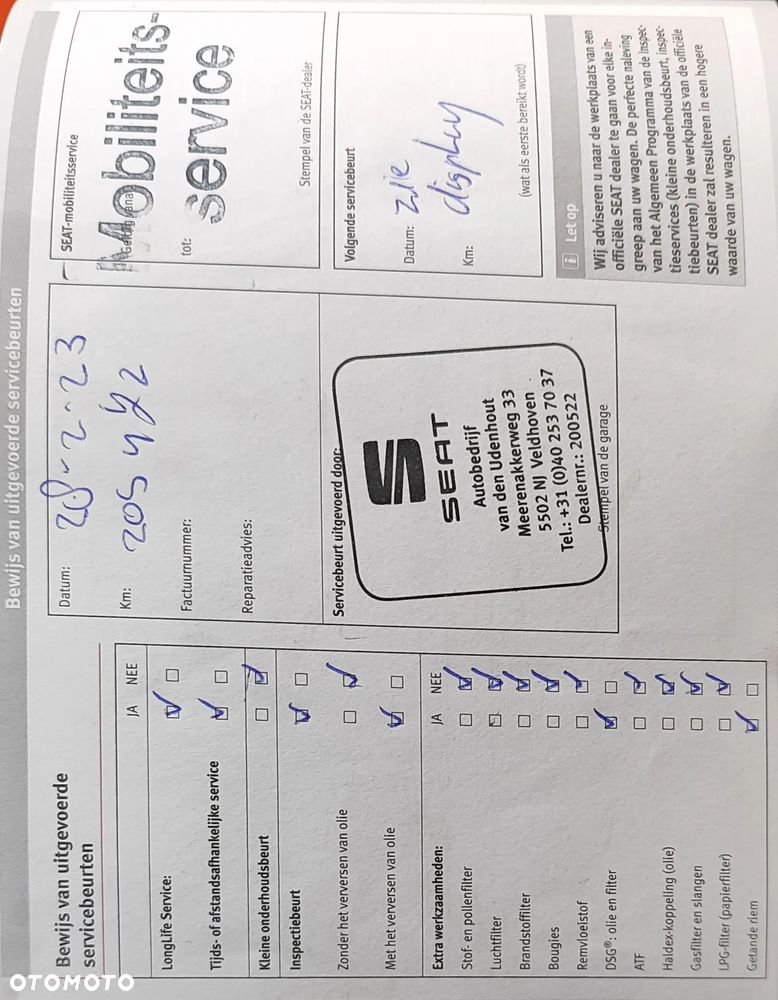 Bewijs van uitgevoerde servicebeurten
Bewijs van uitgevoerde
servicebeurten
JA NEE
LongLife Service:
Tijds- of afstandsafhankelijke service
Kleine onderhoudsbeurt
Inspectiebeurt
Zonder het verversen van olie
Met het verversen van olie
Extra werkzaamheden: JA NEE
Stof- en pollenfilter
Luchtfilter
Brandstoffilter
Bougies
Remvloeistof
DSG®: olie en filter
ATF
Haldex-koppeling (olie)
Gasfilter en slangen
LPG-filter (papierfilter)
Getande riem
Datum: 28-2-23
Km:
Factuurnummer:
Reparatieadvies:
Servicebeurt uitgevoerd door:
SEAT
Autobedrijf
van den Udenhout
Meerenakkerweg 33
5502 NJ Veldhoven
Tel.: +31 (0)40 253 70 37
Dealernr.: 200522
Stempel van de garage
SEAT-mobiliteitsservice
Mobiliteits-
service
tot:
Stempel van de SEAT-dealer
Volgende servicebeurt
Datum: zie
Km: display
(wat als eerste bereikt wordt)
i Let op
Wij adviseren u naar de werkplaats van een
officiële SEAT dealer te gaan voor elke in-
greep aan uw wagen. De perfecte naleving
van het Algemeen Programma van de Inspec-
tieservices (kleine onderhoudsbeurt, inspec-
tiebeurten) in de werkplaats van de officiële
SEAT dealer zal resulteren in een hogere
waarde van uw wagen.
OTOMOTO